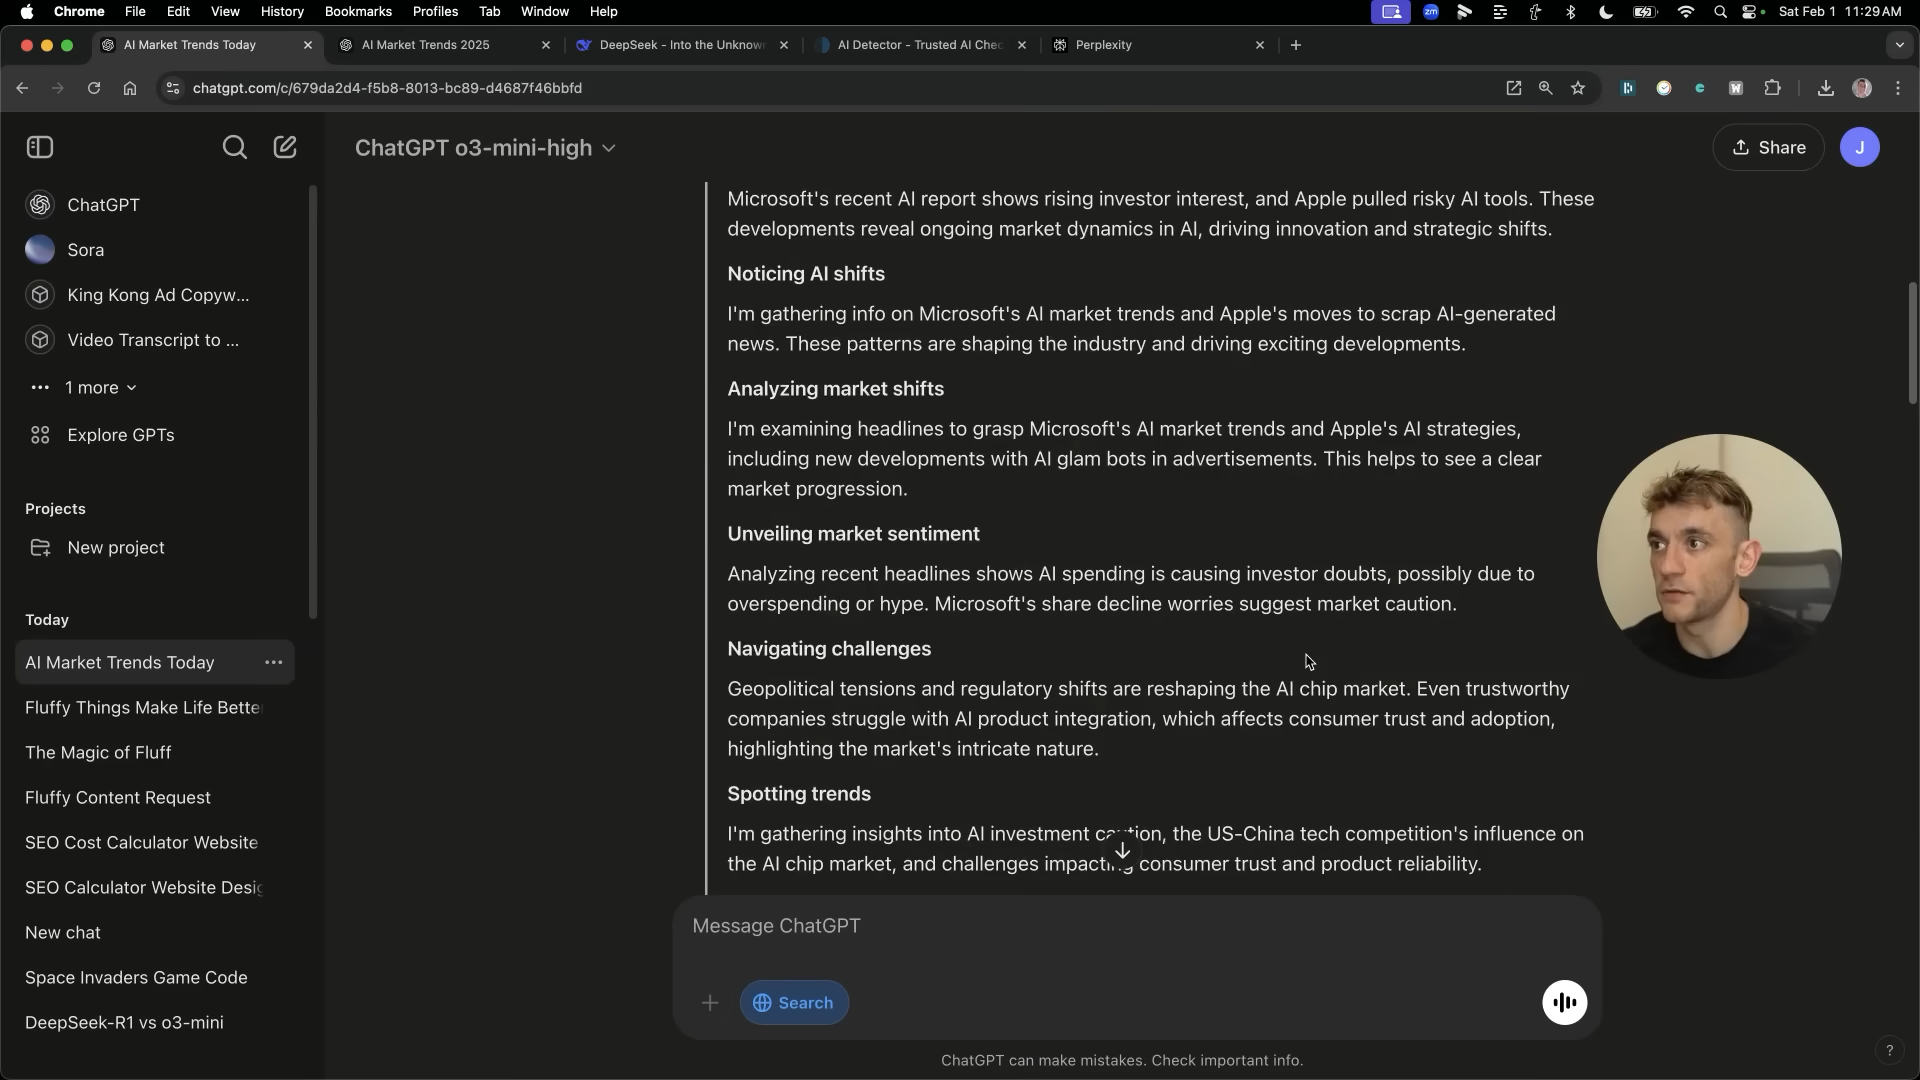 Chrome File Edit View History Bookmarks Profiles Tab Window Help
zm
Sat Feb 1 11:29 AM
AI Market Trends Today
AI Market Trends 2025
DeepSeek - Into the Unknow
AI Detector - Trusted AI Chec
Perplexity
chatgpt.com/c/679da2d4-f5b8-8013-bc89-d4687f46bbfd
ChatGPT
Sora
King Kong Ad Copyw...
Video Transcript to ...
1 more
Explore GPTs
Projects
New project
Today
AI Market Trends Today
Fluffy Things Make Life Bette
The Magic of Fluff
Fluffy Content Request
SEO Cost Calculator Website
SEO Calculator Website Desig
New chat
Space Invaders Game Code
DeepSeek-R1 vs o3-mini
ChatGPT o3-mini-high
Share
J
Microsoft's recent AI report shows rising investor interest, and Apple pulled risky AI tools. These
developments reveal ongoing market dynamics in AI, driving innovation and strategic shifts.
Noticing AI shifts
I'm gathering info on Microsoft's AI market trends and Apple's moves to scrap AI-generated
news. These patterns are shaping the industry and driving exciting developments.
Analyzing market shifts
I'm examining headlines to grasp Microsoft's AI market trends and Apple's AI strategies,
including new developments with AI glam bots in advertisements. This helps to see a clear
market progression.
Unveiling market sentiment
Analyzing recent headlines shows AI spending is causing investor doubts, possibly due to
overspending or hype. Microsoft's share decline worries suggest market caution.
Navigating challenges
Geopolitical tensions and regulatory shifts are reshaping the AI chip market. Even trustworthy
companies struggle with AI product integration, which affects consumer trust and adoption,
highlighting the market's intricate nature.
Spotting trends
I'm gathering insights into AI investment caution, the US-China tech competition's influence on
the AI chip market, and challenges impacting consumer trust and product reliability.
Message ChatGPT
Search
ChatGPT can make mistakes. Check important info.
?